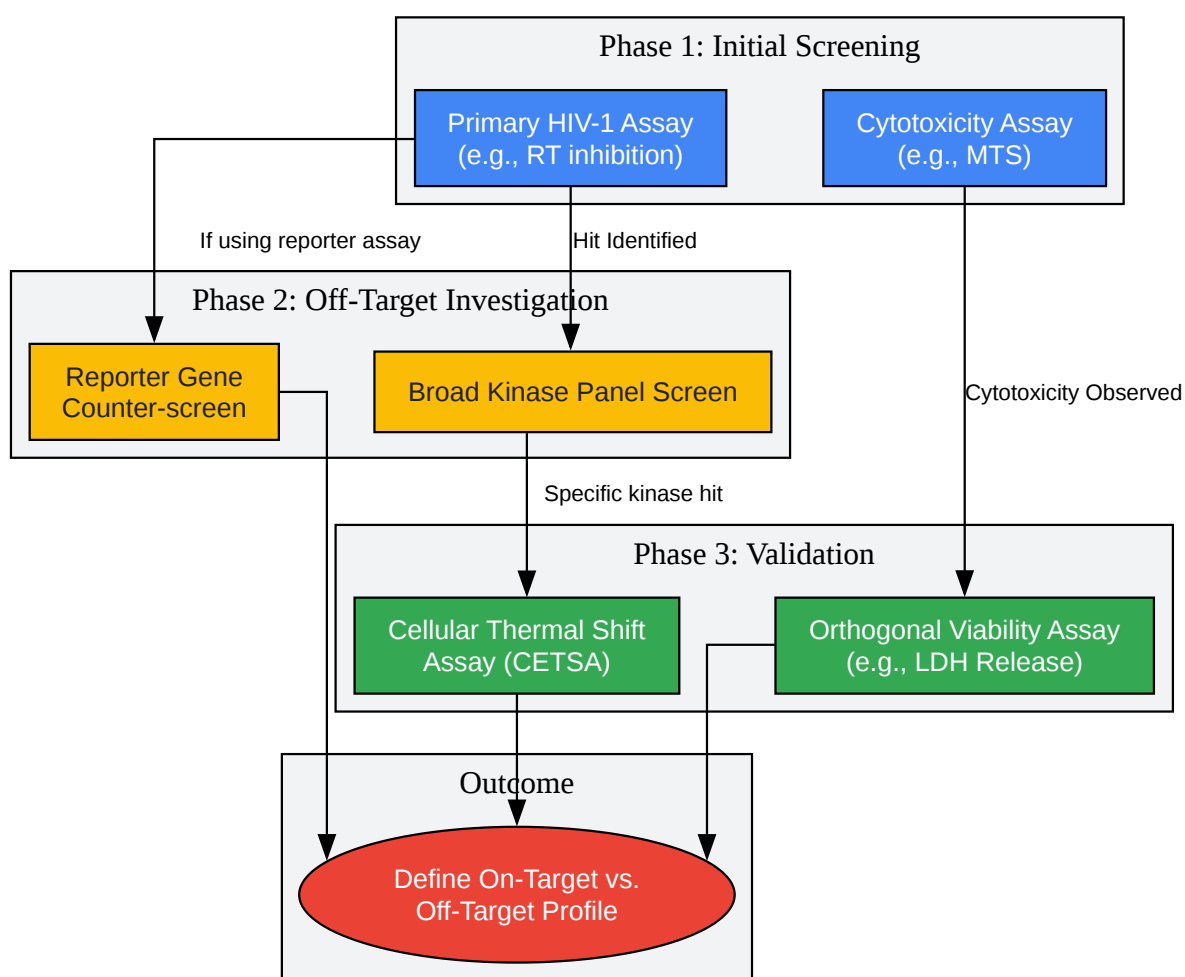 Phase 1: Initial Screening
Primary HIV-1 Assay
(e.g., RT inhibition)
Cytotoxicity Assay
(e.g., MTS)
If using reporter assay
Hit Identified
Phase 2: Off-Target Investigation
Reporter Gene
Counter-screen
Broad Kinase Panel Screen
Cytotoxicity Observed
Specific kinase hit
Phase 3: Validation
Cellular Thermal Shift
Assay (CETSA)
Orthogonal Viability Assay
(e.g., LDH Release)
Outcome
Define On-Target vs.
Off-Target Profile